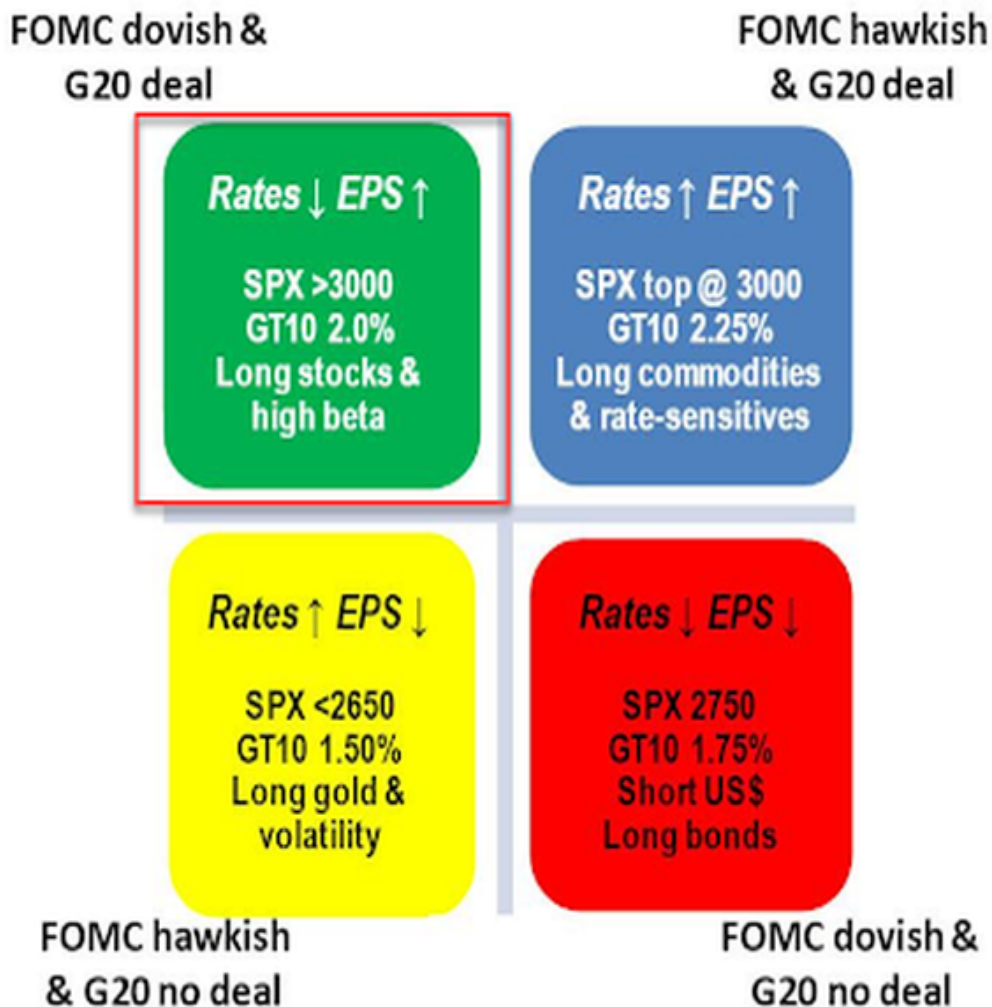 FOMC dovish &
G20 deal
FOMC hawkish
& G20 deal
Rates ↓ EPS ↑
SPX >3000
GT10 2.0%
Long stocks &
high beta
Rates ↑ EPS ↑
SPX top @ 3000
GT10 2.25%
Long commodities
& rate-sensitives
Rates ↑ EPS ↓
SPX <2650
GT10 1.50%
Long gold &
volatility
Rates ↓ EPS ↓
SPX 2750
GT10 1.75%
Short US$
Long bonds
FOMC hawkish
& G20 no deal
FOMC dovish &
G20 no deal